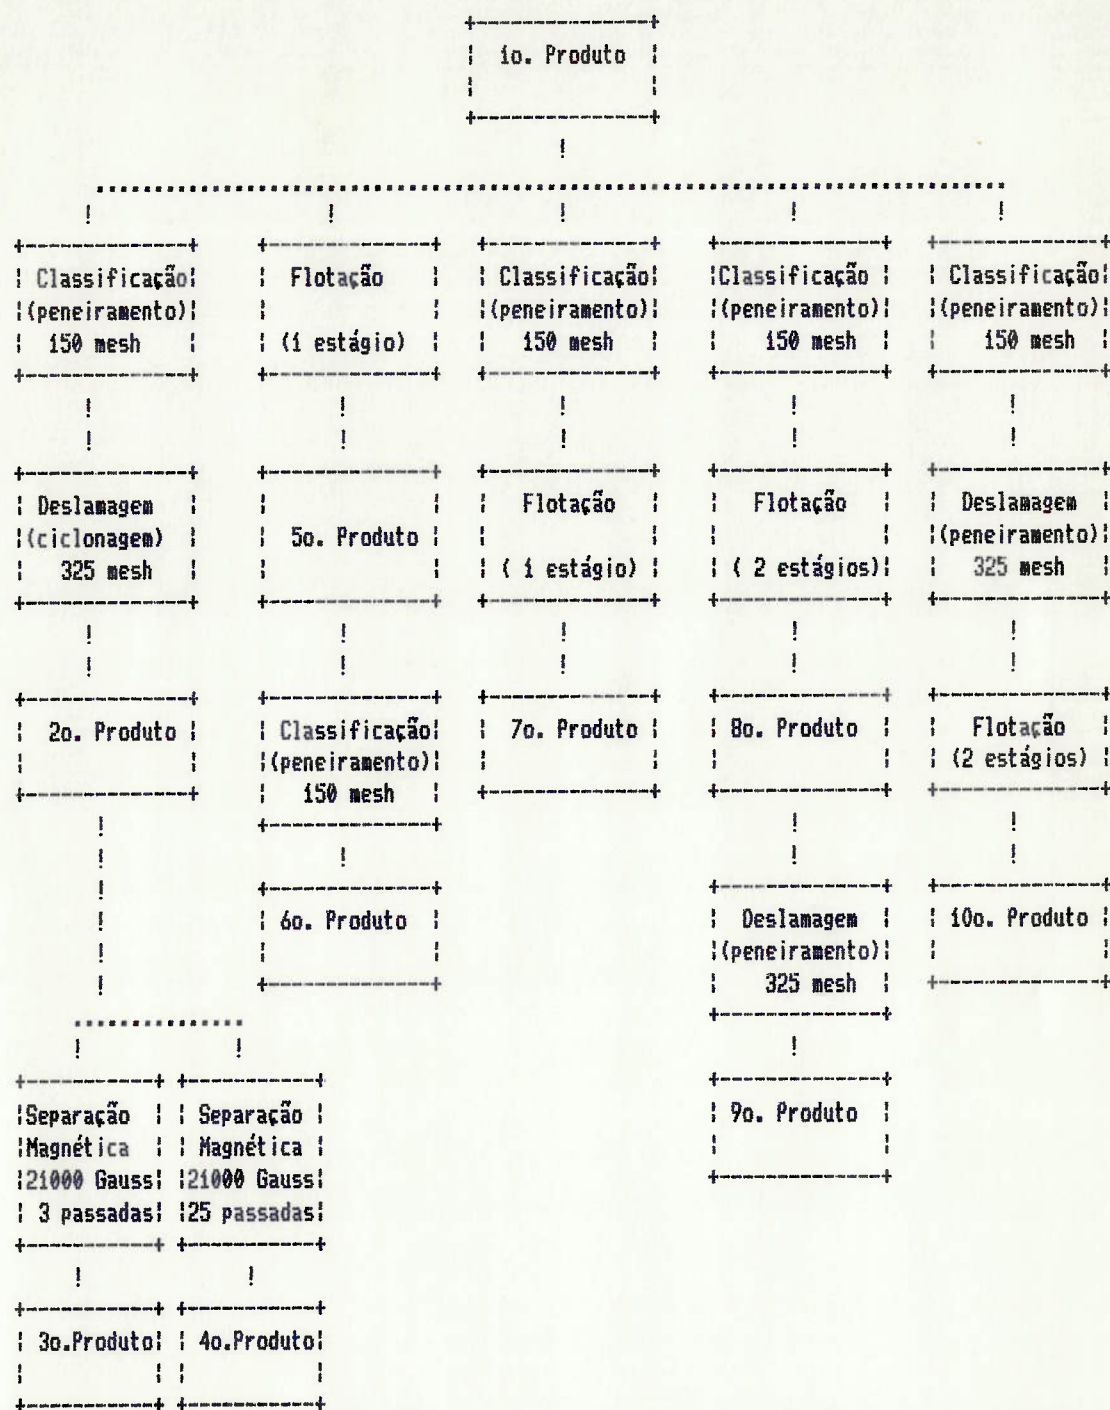 1o. Produto
Classificação
(peneiramento)
150 mesh
Flotação
(1 estágio)
Classificação
(peneiramento)
150 mesh
Classificação
(peneiramento)
150 mesh
Classificação
(peneiramento)
150 mesh
Deslamagem
(ciclonagem)
325 mesh
5o. Produto
Flotação
( 1 estágio)
Flotação
( 2 estágios)
Deslamagem
(peneiramento)
325 mesh
2o. Produto
Classificação
(peneiramento)
150 mesh
7o. Produto
8o. Produto
Flotação
(2 estágios)
6o. Produto
Deslamagem
(peneiramento)
325 mesh
10o. Produto
Separação
Magnética
21000 Gauss
3 passadas
Separação
Magnética
21000 Gauss
25 passadas
9o. Produto
3o.Produto
4o.Produto